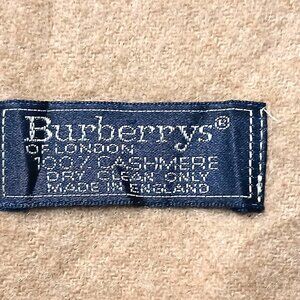 Burberrys®
OF LONDON
100% CASHMERE
DRY CLEAN ONLY
MADE IN ENGLAND